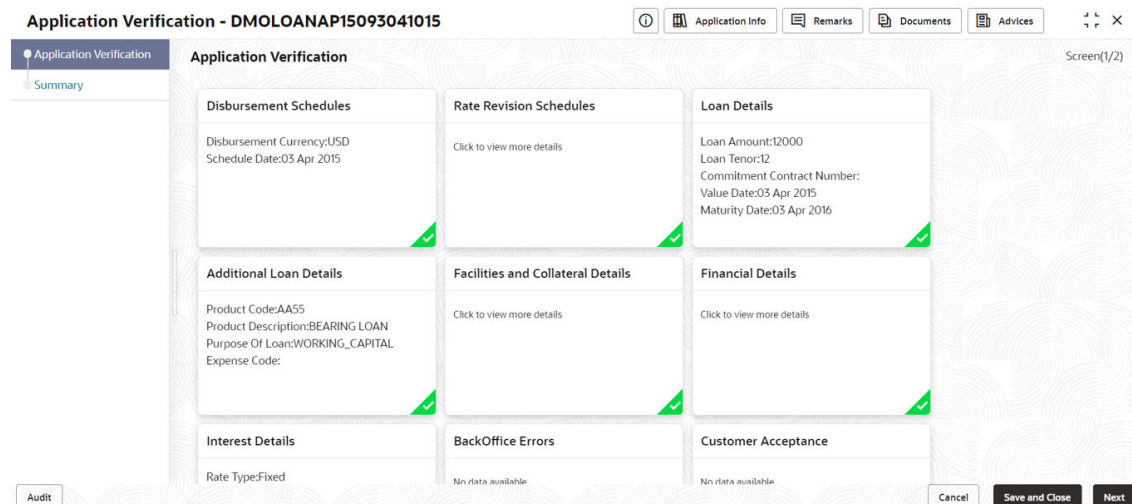 Application Verification - DMOLOANAP15093041015
Application Info
Remarks
Documents
Advices
Application Verification
Summary
Application Verification
Screen(1/2)
Disbursement Schedules
Disbursement Currency:USD
Schedule Date:03 Apr 2015
Rate Revision Schedules
Click to view more details
Loan Details
Loan Amount:12000
Loan Tenor:12
Commitment Contract Number:
Value Date:03 Apr 2015
Maturity Date:03 Apr 2016
Additional Loan Details
Product Code:AA55
Product Description:BEARING LOAN
Purpose Of Loan:WORKING_CAPITAL
Expense Code:
Facilities and Collateral Details
Click to view more details
Financial Details
Click to view more details
Interest Details
Rate Type:Fixed
BackOffice Errors
No data available
Customer Acceptance
No data available
Audit
Cancel
Save and Close
Next